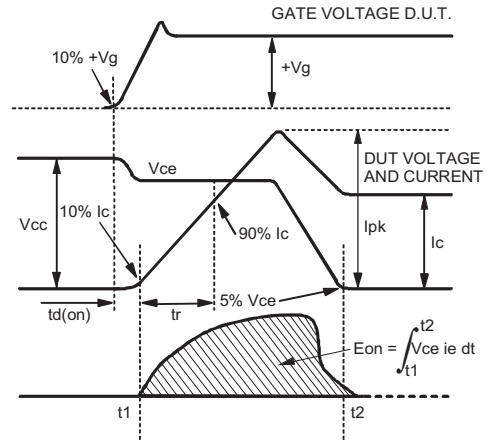 GATE VOLTAGE D.U.T.
10% +Vg
+Vg
Vce
DUT VOLTAGE
AND CURRENT
Vcc
10% Ic
90% Ic
Ipk
Ic
td(on)
tr
5% Vce
Eon = ∫ Vce ie dt
t2
t1
t1
t2